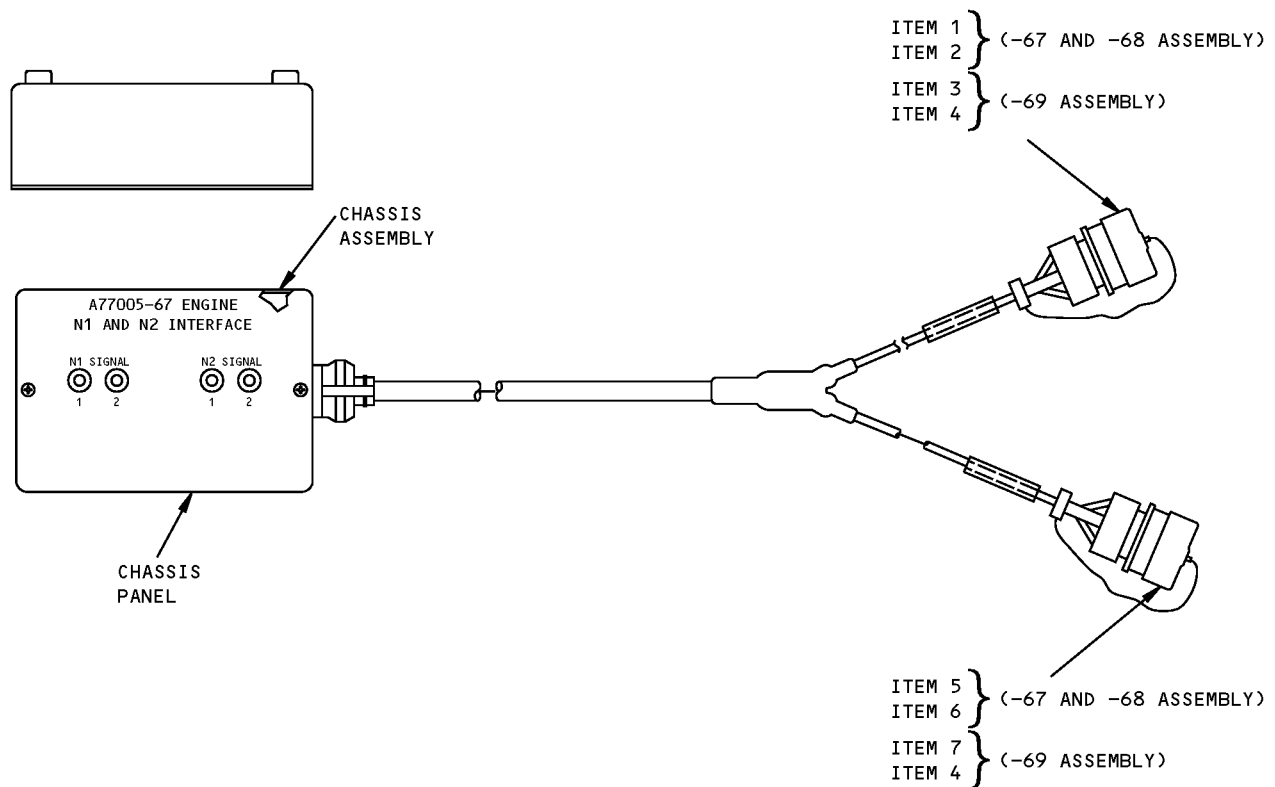 ITEM 1
ITEM 2
(-67 AND -68 ASSEMBLY)
ITEM 3
ITEM 4
(-69 ASSEMBLY)
CHASSIS
ASSEMBLY
A77005-67 ENGINE
N1 AND N2 INTERFACE
N1 SIGNAL
N2 SIGNAL
1 2
1 2
CHASSIS
PANEL
ITEM 5
ITEM 6
(-67 AND -68 ASSEMBLY)
ITEM 7
ITEM 4
(-69 ASSEMBLY)